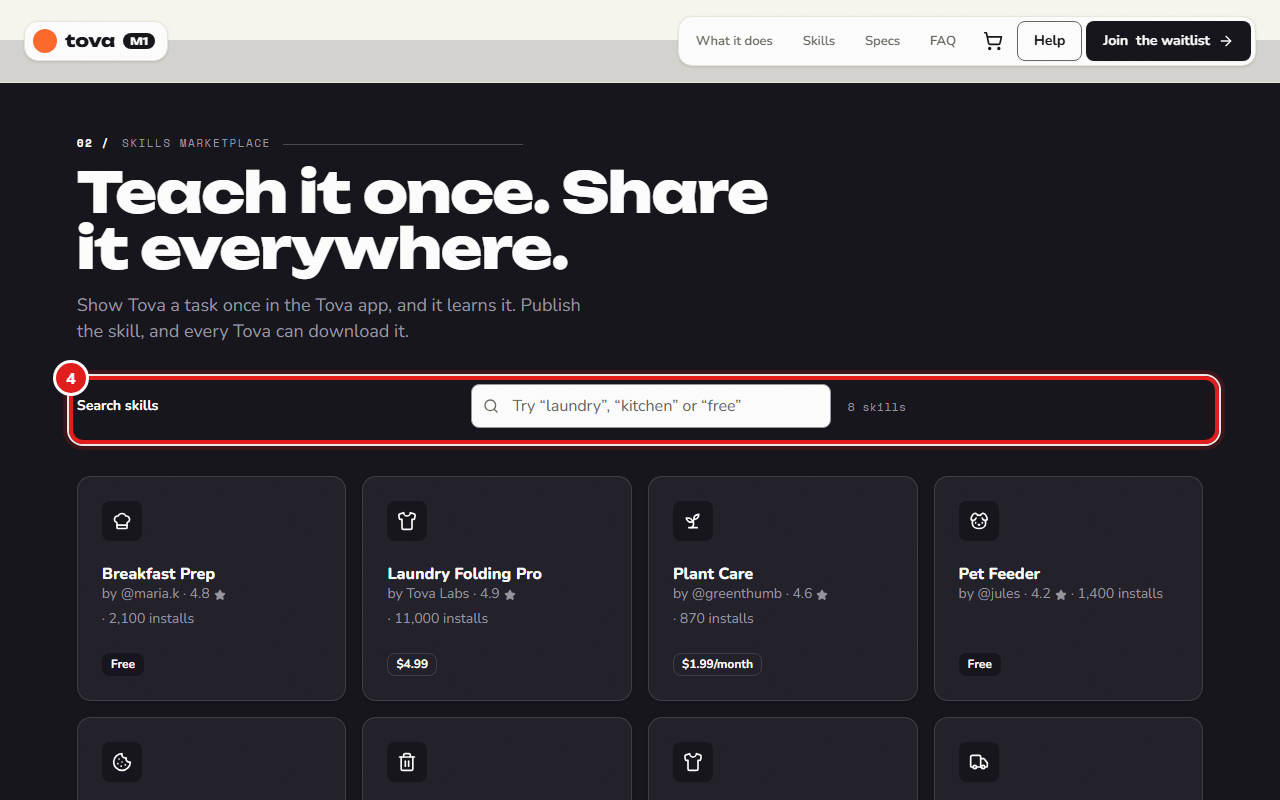 tova M1
What it does Skills Specs FAQ Help Join the waitlist →
02 / SKILLS MARKETPLACE
Teach it once. Share
it everywhere.
Show Tova a task once in the Tova app, and it learns it. Publish
the skill, and every Tova can download it.
4
Search skills Try “laundry”, “kitchen” or “free” 8 skills
Breakfast Prep
by @maria.k · 4.8 ★
· 2,100 installs
Free
Laundry Folding Pro
by Tova Labs · 4.9 ★
· 11,000 installs
$4.99
Plant Care
by @greenthumb · 4.6 ★
· 870 installs
$1.99/month
Pet Feeder
by @jules · 4.2 ★ · 1,400 installs
Free